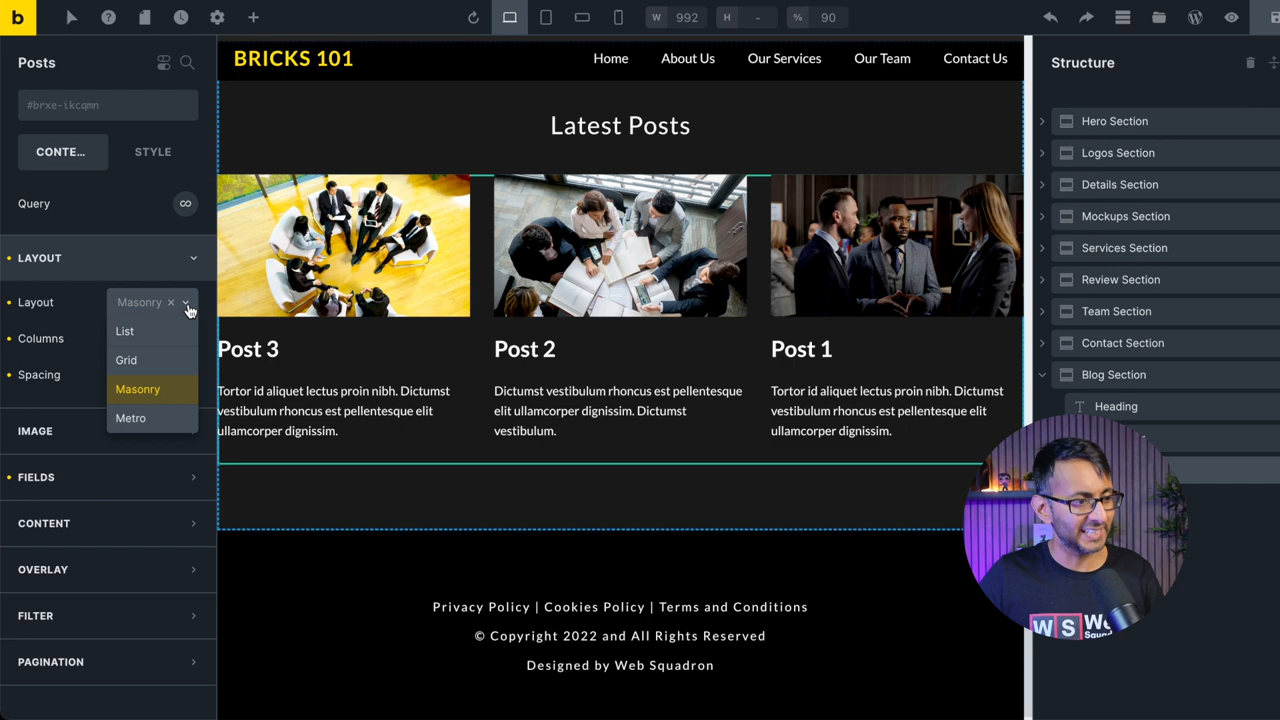 b
W 992 H - % 90
Posts
#brxe-ikcqmn
CONTE...
STYLE
Query
LAYOUT
Layout
Masonry ×
List
Grid
Masonry
Metro
Columns
Spacing
IMAGE
FIELDS
CONTENT
OVERLAY
FILTER
PAGINATION
BRICKS 101
Home
About Us
Our Services
Our Team
Contact Us
Latest Posts
Post 3
Tortor id aliquet lectus proin nibh. Dictumst
vestibulum rhoncus est pellentesque elit
ullamcorper dignissim.
Post 2
Dictumst vestibulum rhoncus est pellentesque
elit ullamcorper dignissim. Dictumst
vestibulum.
Post 1
Tortor id aliquet lectus proin nibh. Dictumst
vestibulum rhoncus est pellentesque elit
ullamcorper dignissim.
Privacy Policy | Cookies Policy | Terms and Conditions
© Copyright 2022 and All Rights Reserved
Designed by Web Squadron
Structure
Hero Section
Logos Section
Details Section
Mockups Section
Services Section
Review Section
Team Section
Contact Section
Blog Section
Heading
WS